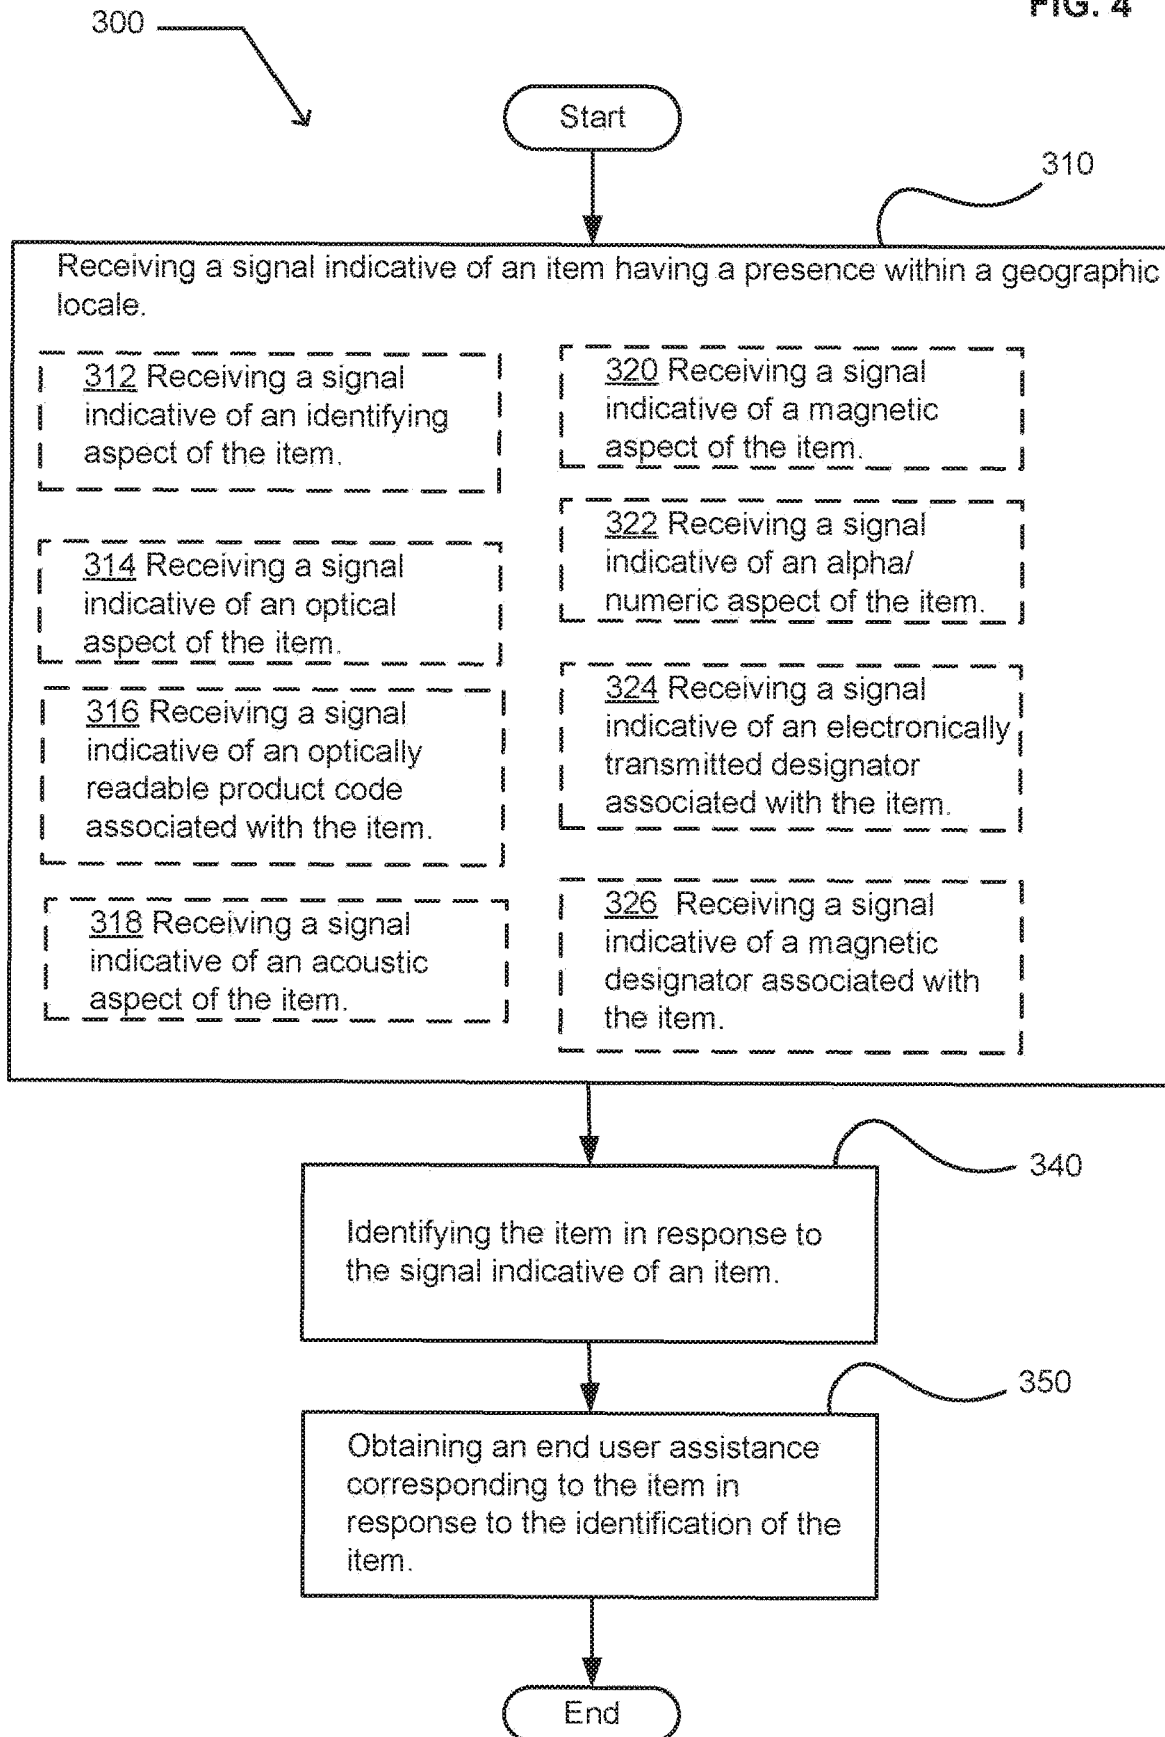 FIG. 4
300
Start
310
Receiving a signal indicative of an item having a presence within a geographic
locale.
312 Receiving a signal
indicative of an identifying
aspect of the item.
314 Receiving a signal
indicative of an optical
aspect of the item.
316 Receiving a signal
indicative of an optically
readable product code
associated with the item.
318 Receiving a signal
indicative of an acoustic
aspect of the item.
320 Receiving a signal
indicative of a magnetic
aspect of the item.
322 Receiving a signal
indicative of an alpha/
numeric aspect of the item.
324 Receiving a signal
indicative of an electronically
transmitted designator
associated with the item.
326 Receiving a signal
indicative of a magnetic
designator associated with
the item.
340
Identifying the item in response to
the signal indicative of an item.
350
Obtaining an end user assistance
corresponding to the item in
response to the identification of the
item.
End